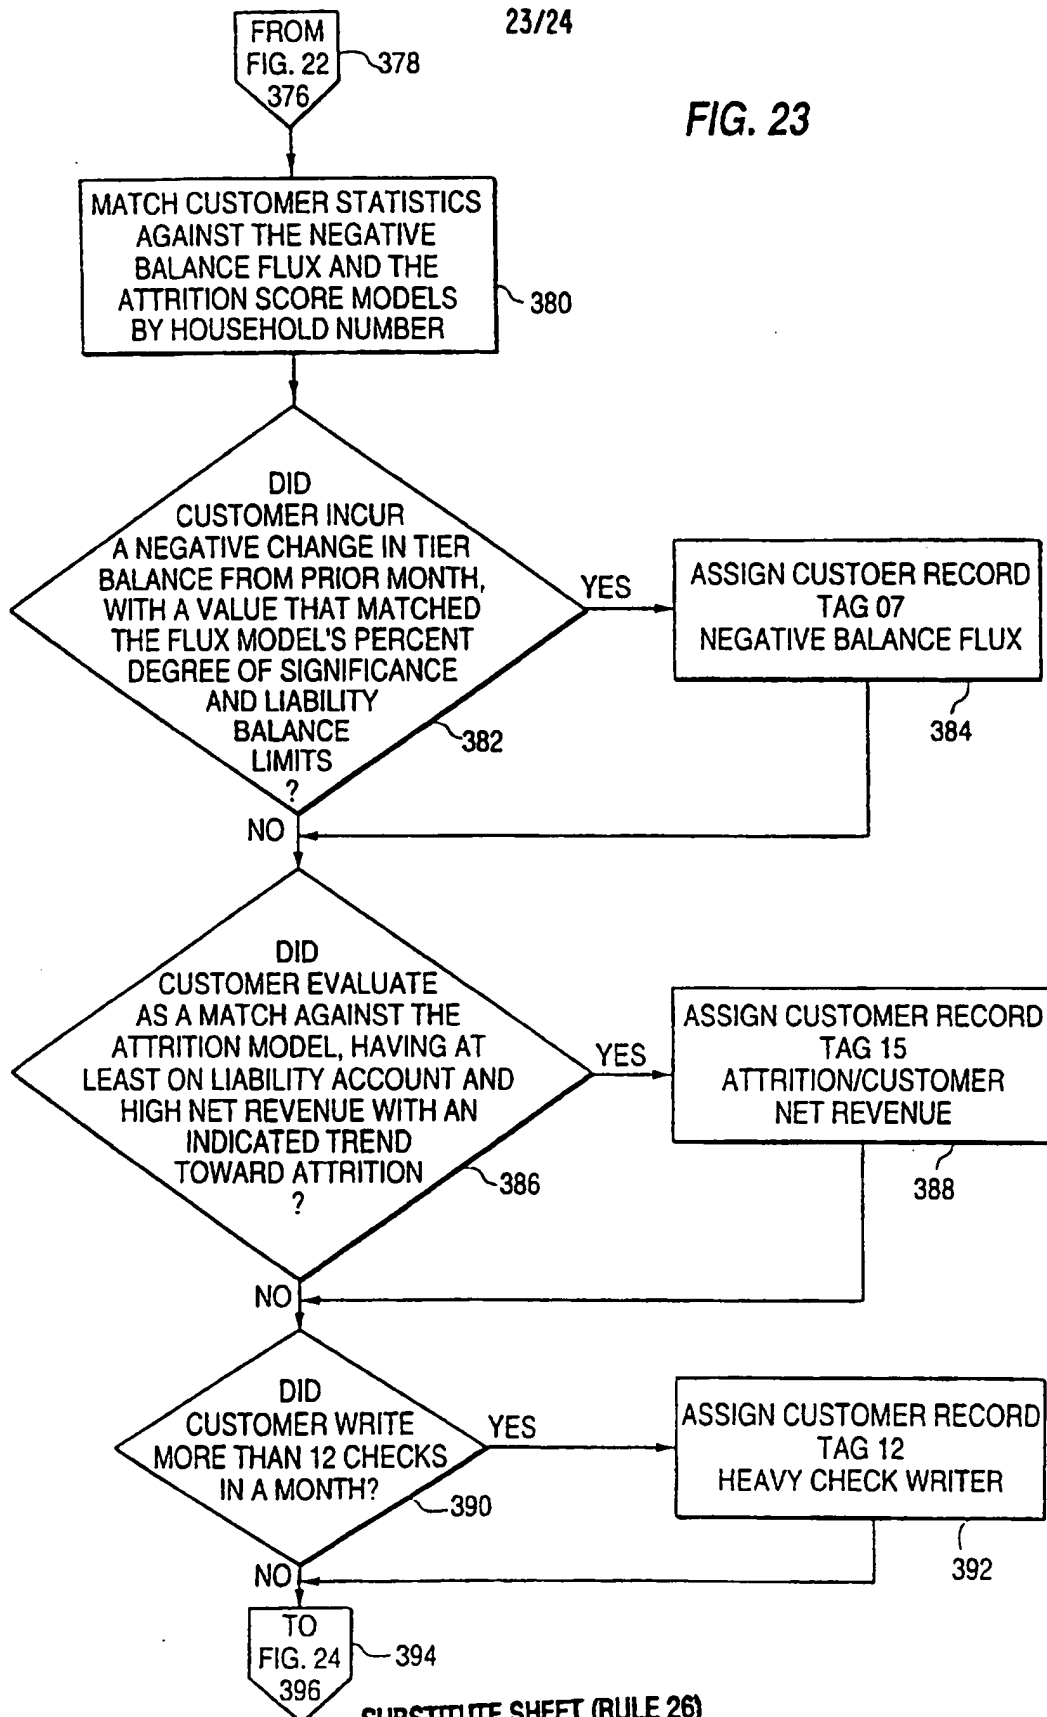 23/24
FROM
FIG. 22
376
378
FIG. 23
MATCH CUSTOMER STATISTICS
AGAINST THE NEGATIVE
BALANCE FLUX AND THE
ATTRITION SCORE MODELS
BY HOUSEHOLD NUMBER
380
DID
CUSTOMER INCUR
A NEGATIVE CHANGE IN TIER
BALANCE FROM PRIOR MONTH,
WITH A VALUE THAT MATCHED
THE FLUX MODEL'S PERCENT
DEGREE OF SIGNIFICANCE
AND LIABILITY
BALANCE
LIMITS
?
382
YES
ASSIGN CUSTOER RECORD
TAG 07
NEGATIVE BALANCE FLUX
384
NO
DID
CUSTOMER EVALUATE
AS A MATCH AGAINST THE
ATTRITION MODEL, HAVING AT
LEAST ON LIABILITY ACCOUNT AND
HIGH NET REVENUE WITH AN
INDICATED TREND
TOWARD ATTRITION
?
386
YES
ASSIGN CUSTOMER RECORD
TAG 15
ATTRITION/CUSTOMER
NET REVENUE
388
NO
DID
CUSTOMER WRITE
MORE THAN 12 CHECKS
IN A MONTH?
390
YES
ASSIGN CUSTOMER RECORD
TAG 12
HEAVY CHECK WRITER
392
NO
TO
FIG. 24
396
394
SUBSTITUTE SHEET (RULE 26)